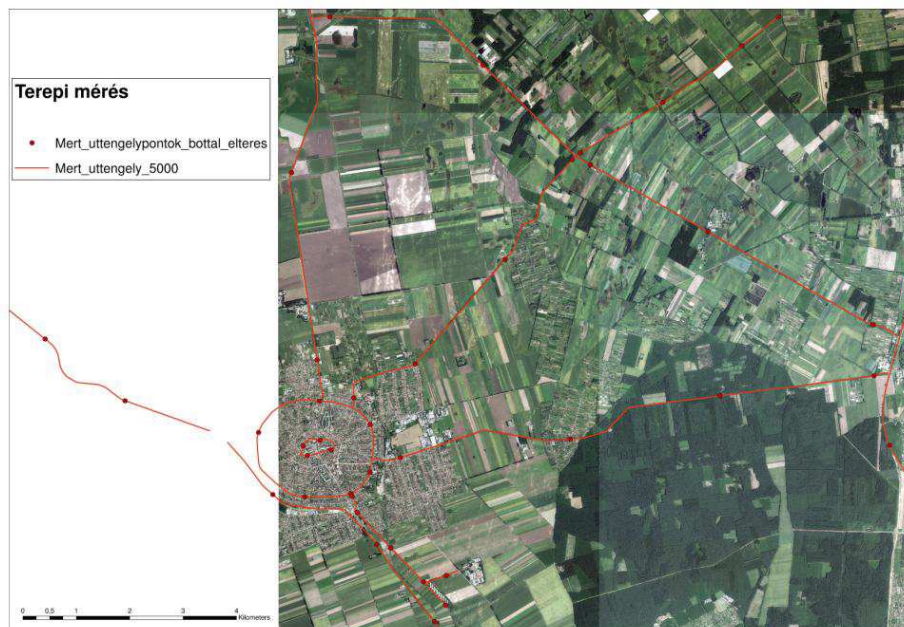 Terepi mérés
Mert_uttengelypontok_bottal_elteres
Mert_uttengely_5000
0 0,5 1 2 3 4
Kilometers